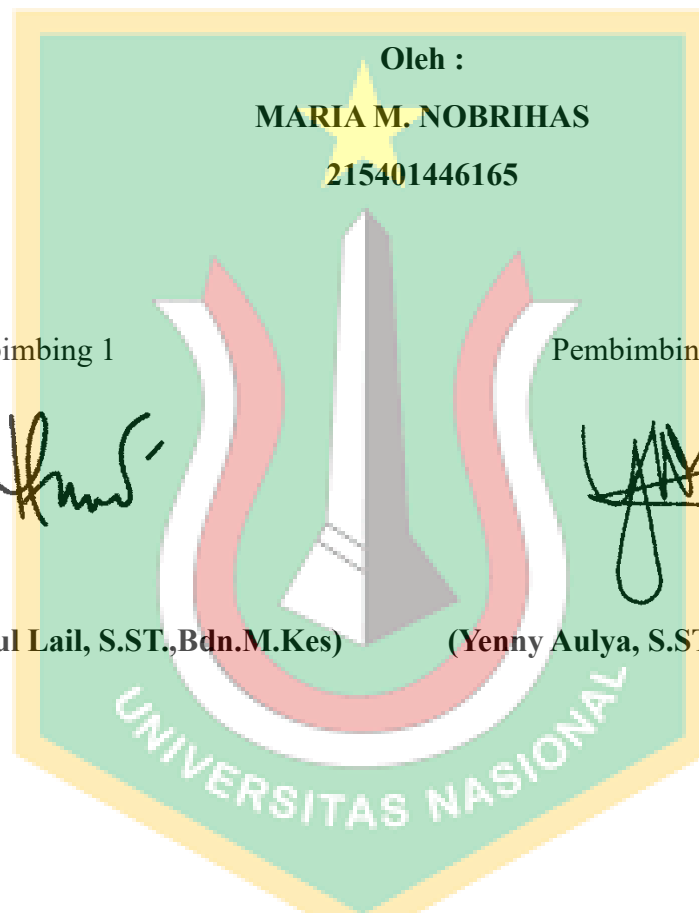 Oleh :
MARIA M. NOBRIHAS
215401446165
bimbing 1 Pembimbin
ul Lail, S.ST.,Bdn.M.Kes) (Yenny Aulya, S.ST
UNIVERSITAS NASIONAL